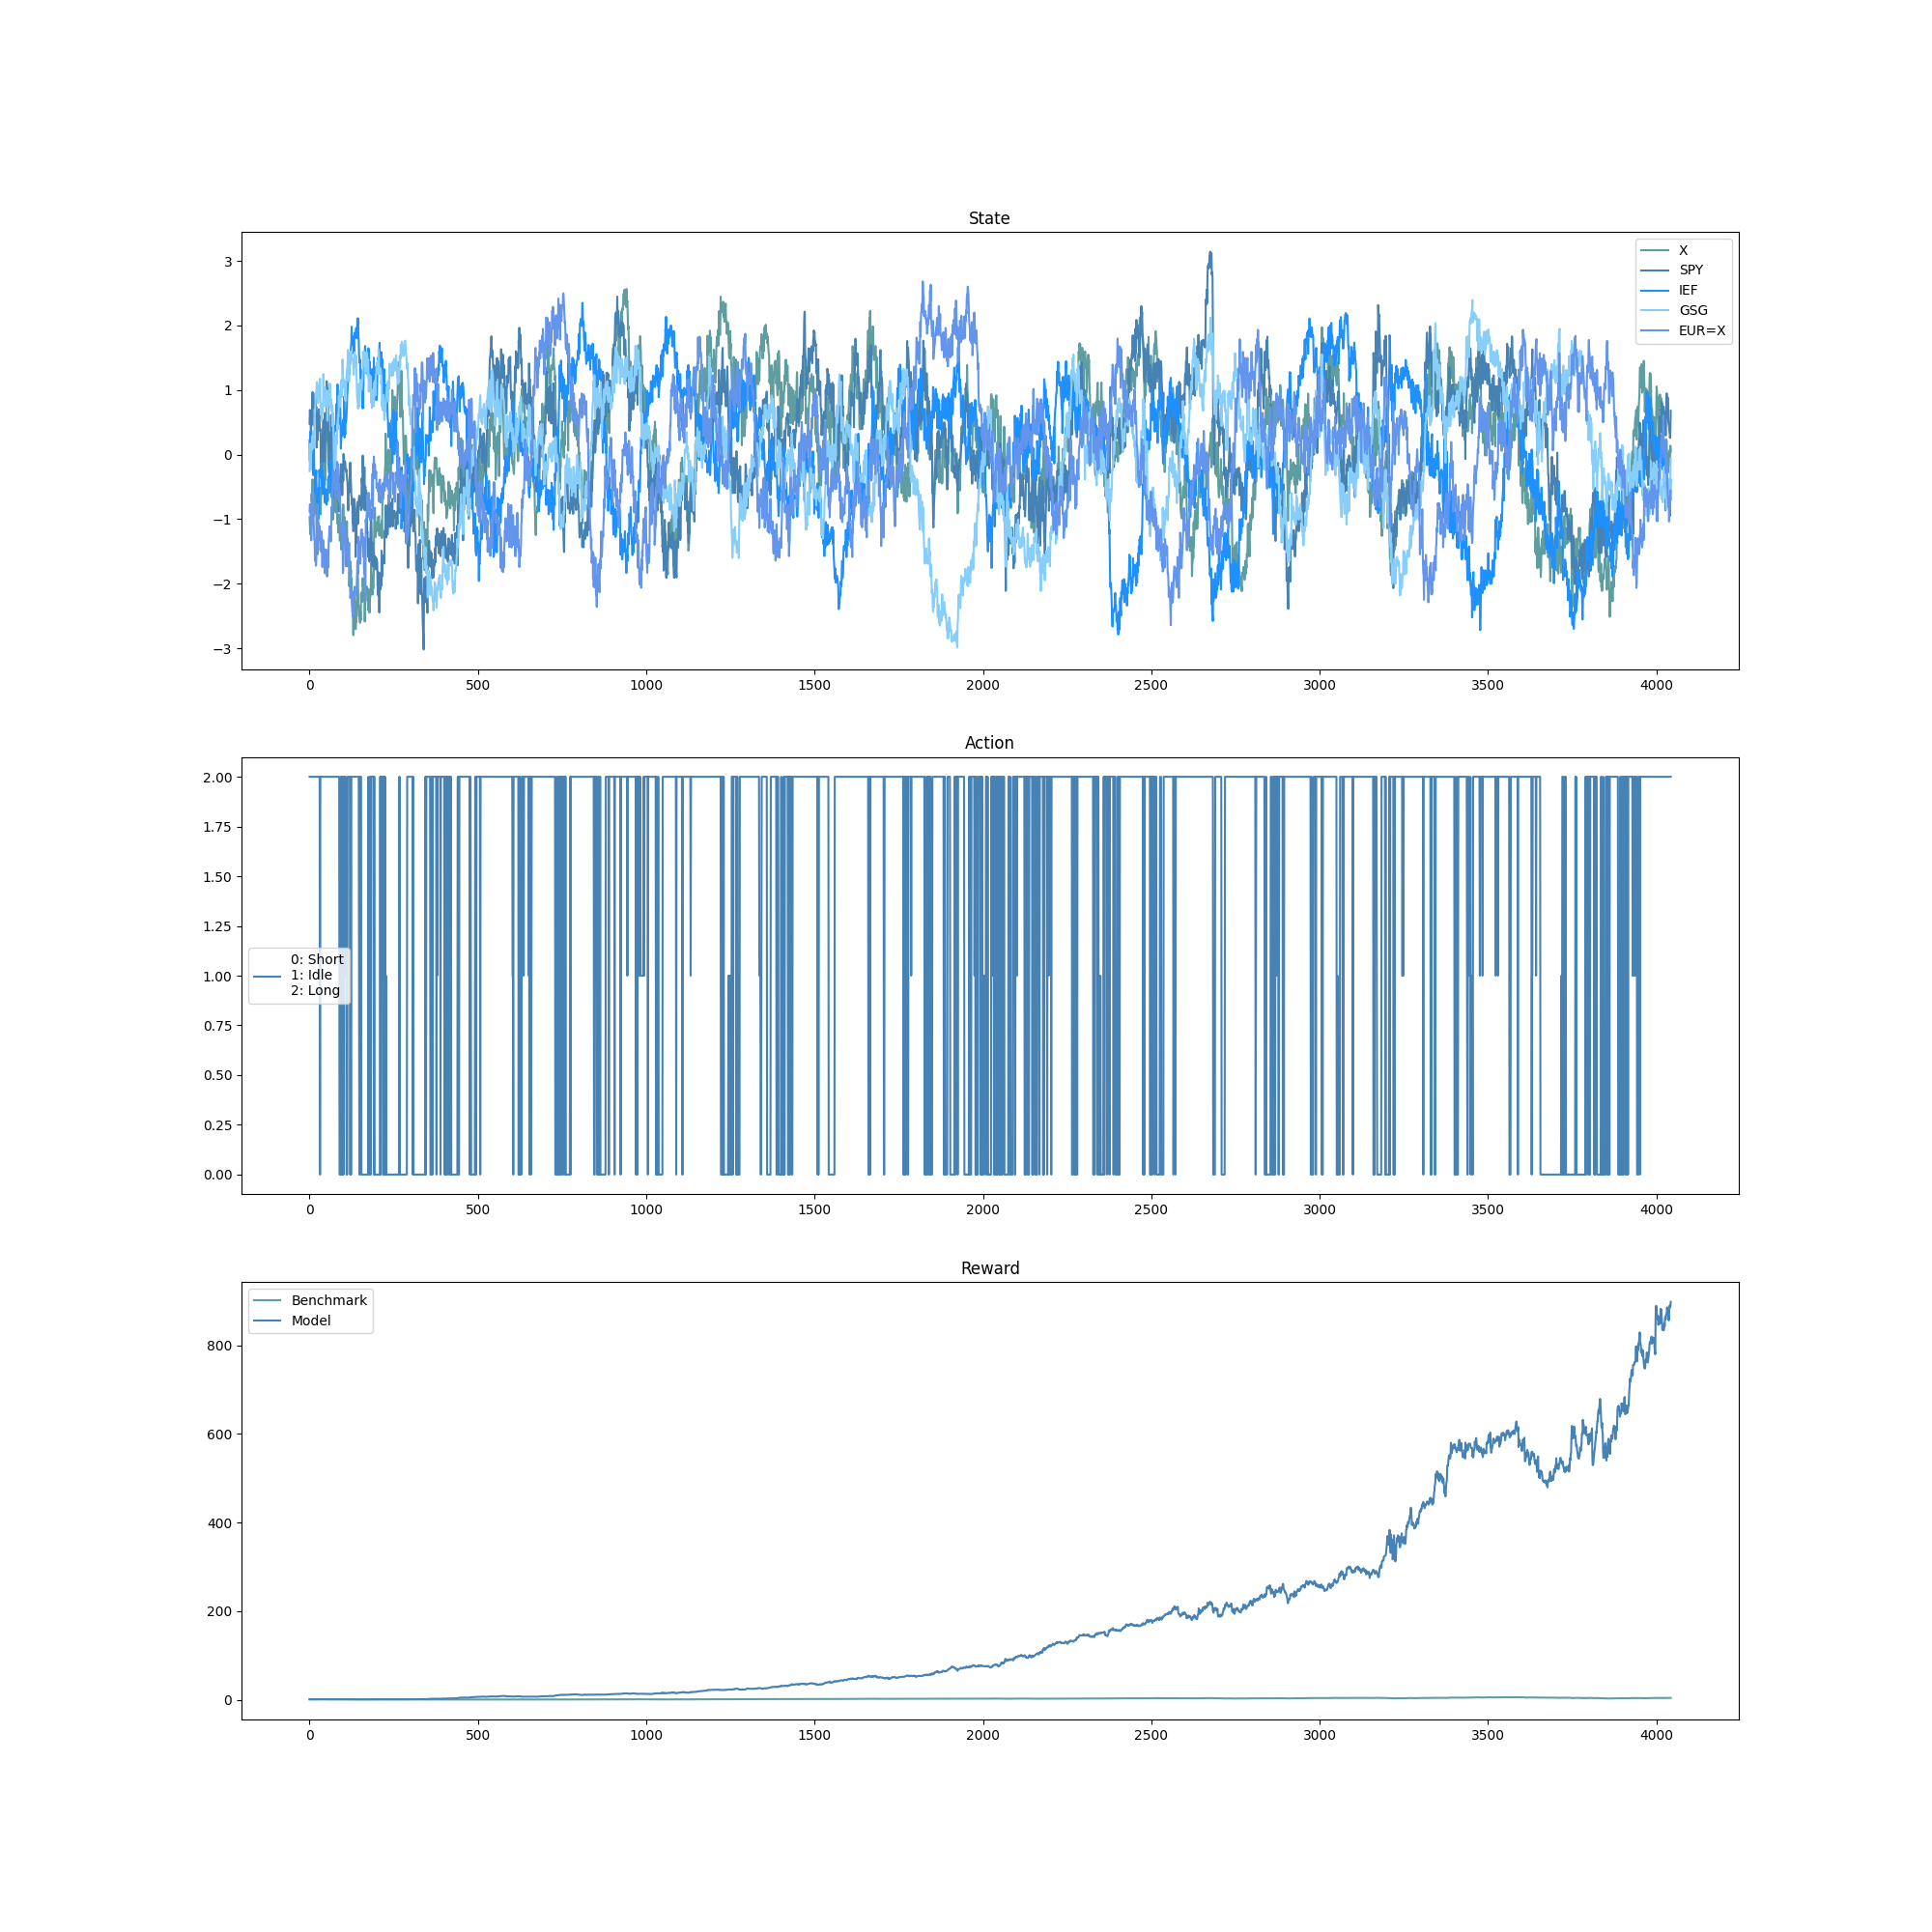 State
3
2
1
0
−1
−2
−3
X
SPY
IEF
GSG
EUR=X
0 500 1000 1500 2000 2500 3000 3500 4000
Action
2.00
1.75
1.50
1.25
1.00
0.75
0.50
0.25
0.00
0: Short
1: Idle
2: Long
0 500 1000 1500 2000 2500 3000 3500 4000
Reward
Benchmark
Model
800
600
400
200
0
0 500 1000 1500 2000 2500 3000 3500 4000